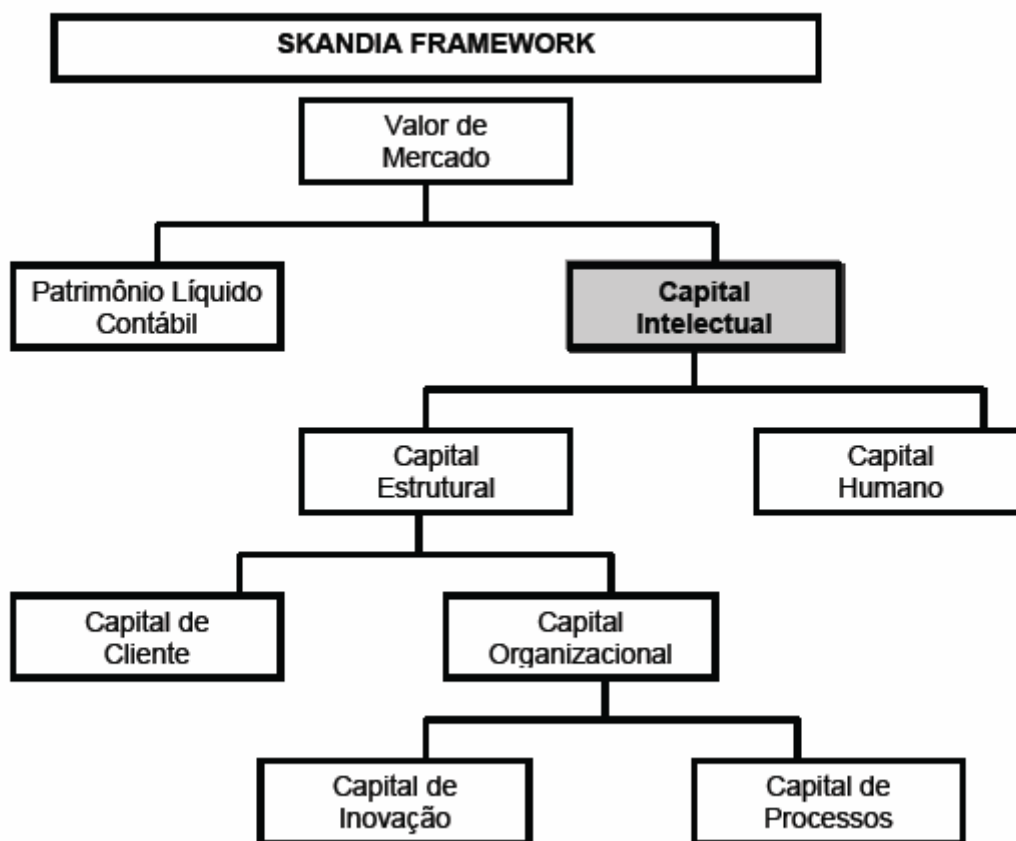 SKANDIA FRAMEWORK
Valor de
Mercado
Patrimônio Líquido
Contábil
Capital
Intelectual
Capital
Estrutural
Capital
Humano
Capital de
Cliente
Capital
Organizacional
Capital de
Inovação
Capital de
Processos